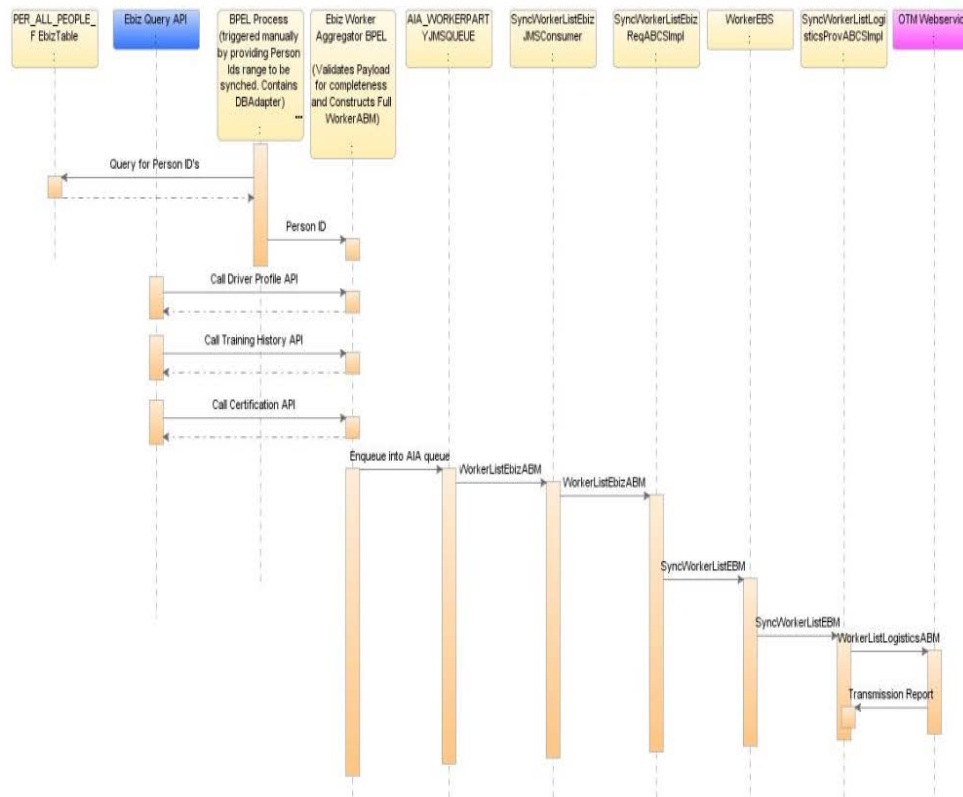 PER_ALL_PEOPLE_
F EbizTable
:
Ebiz Query API
:
BPEL Process
(triggered manually
by providing Person
Ids range to be
synched. Contains
DBAdapter)
...
:
Ebiz Worker
Aggregator BPEL
(Validates Payload
for completeness
and Constructs Full
WorkerABM)
:
AIA_WORKERPART
YJMSQUEUE
:
SyncWorkerListEbiz
JMSConsumer
:
SyncWorkerListEbiz
ReqABCSImpl
:
WorkerEBS
:
SyncWorkerListLogi
sticsProvABCSImpl
:
OTM Webservic
:
Query for Person ID's
Person ID
Call Driver Profile API
Call Training History API
Call Certification API
Enqueue into AIA queue
WorkerListEbizABM
WorkerListEbizABM
SyncWorkerListEBM
SyncWorkerListEBM
WorkerListLogisticsABM
Transmission Report